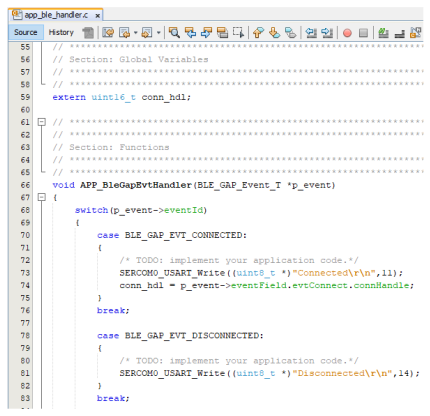 app_ble_handler.c x
Source History
55 // ************************************************
56 // Section: Global Variables
57 // ************************************************
58 // ************************************************
59 extern uint16_t conn_hdl;
60
61 // ************************************************
62 // ************************************************
63 // Section: Functions
64 // ************************************************
65 // ************************************************
66 void APP_BleGapEvtHandler(BLE_GAP_Event_T *p_event)
67 {
68 switch(p_event->eventId)
69 {
70 case BLE_GAP_EVT_CONNECTED:
71 {
72 /* TODO: implement your application code.*/
73 SERCOM0_USART_Write((uint8_t *)"Connected\r\n",11);
74 conn_hdl = p_event->eventField.evtConnect.connHandle;
75 }
76 break;
77
78 case BLE_GAP_EVT_DISCONNECTED:
79 {
80 /* TODO: implement your application code.*/
81 SERCOM0_USART_Write((uint8_t *)"Disconnected\r\n",14);
82 }
83 break;